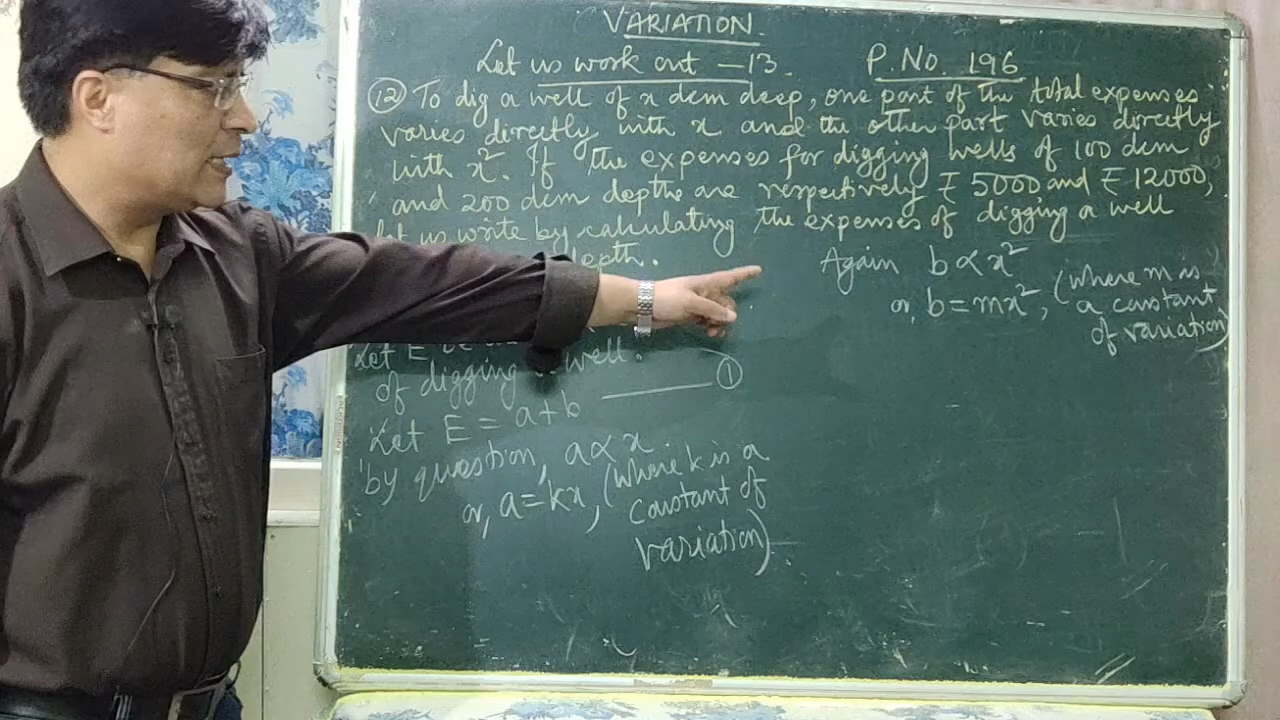 VARIATION.
Let us work out – 13. P. No. 196
(12) To dig a well of x dcm deep, one part of the total expenses
varies directly with x and the other part varies directly
with x². If the expenses for digging wells of 100 dcm
and 200 dcm depths are respectively ₹ 5000 and ₹ 12000,
let us write by calculating the expenses of digging a well
depth.
Let E be
of digging well.
Let E = a+b ——— ①
by question, a ∝ x
or, a = kx, (where k is a
constant of
variation)
Again b ∝ x²
or, b = mx², (where m is
a constant
of variation)